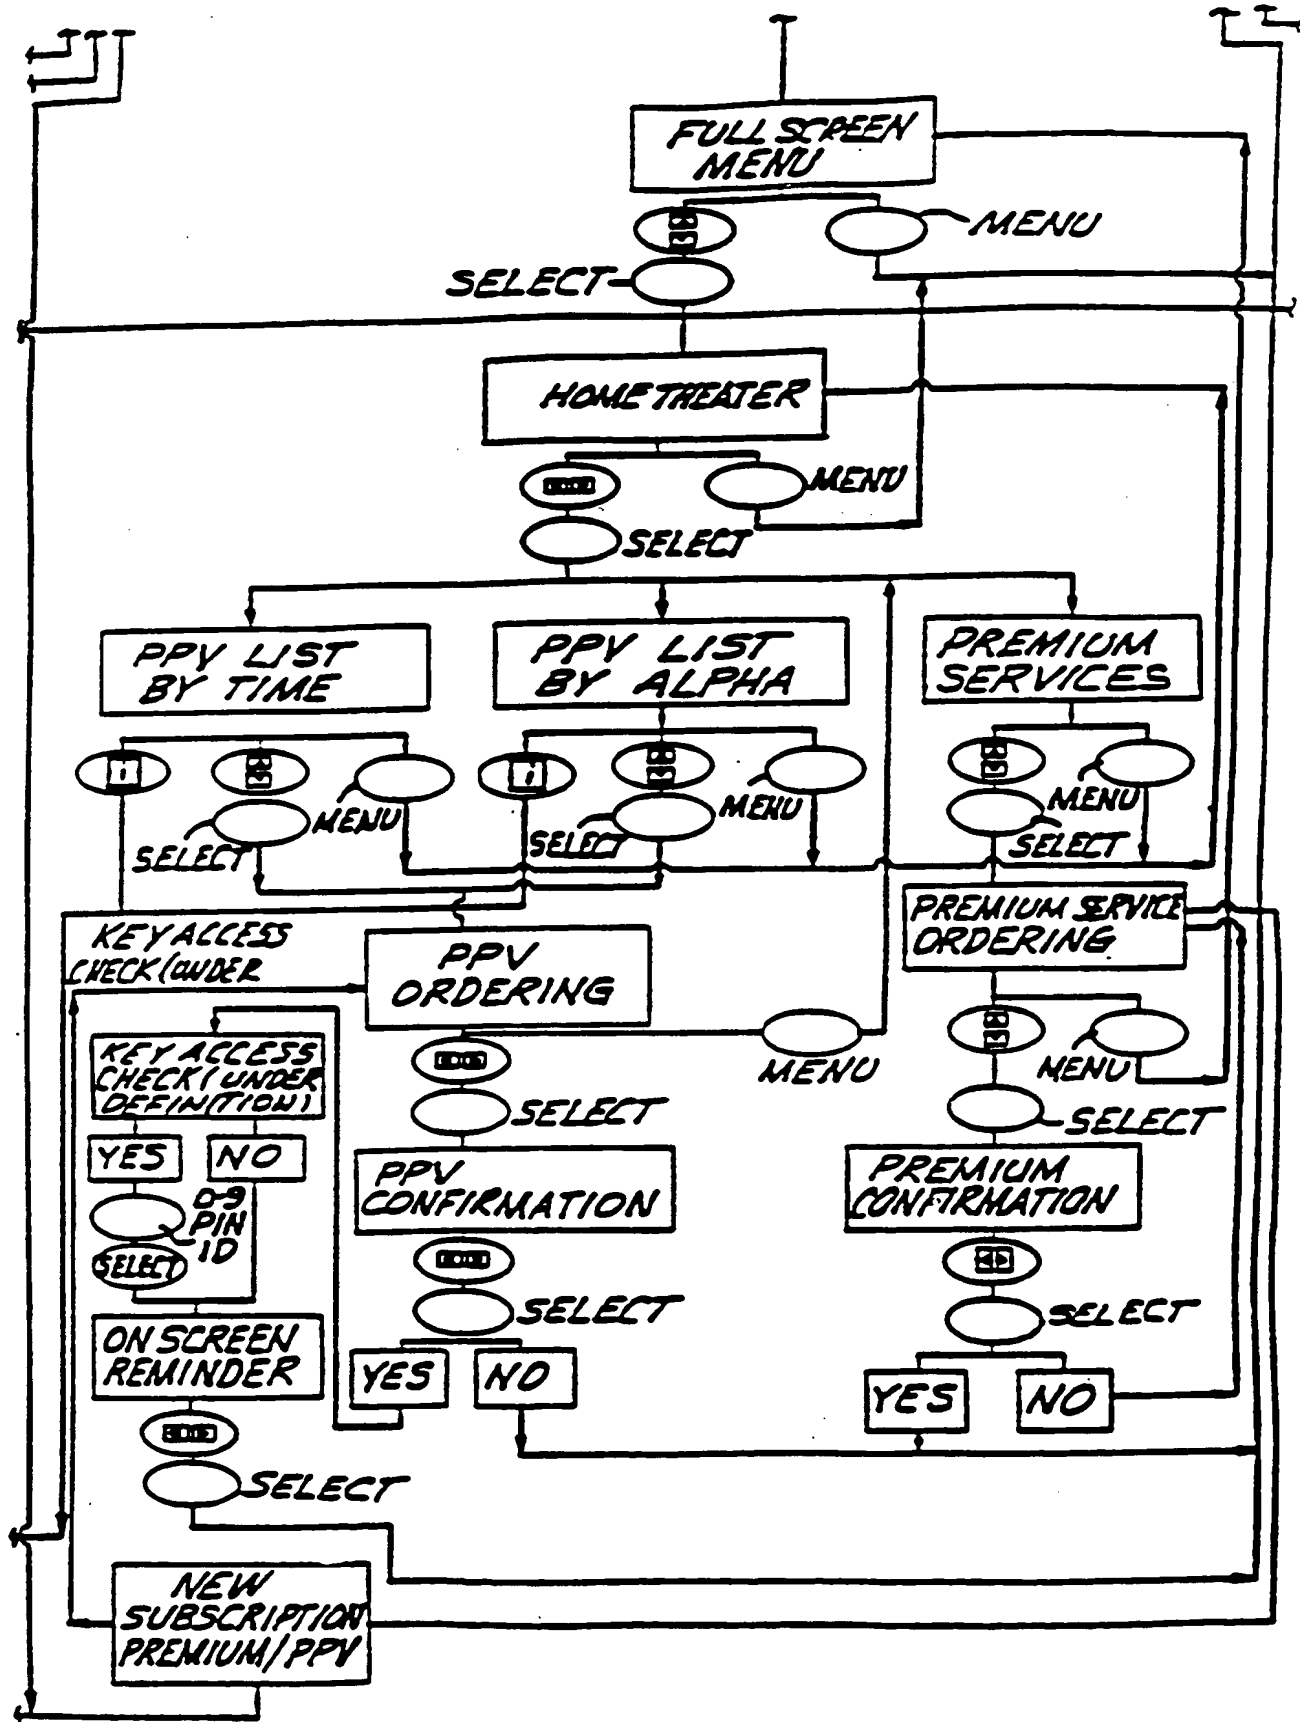 FULL SCREEN
MENU
MENU
SELECT
HOME THEATER
MENU
SELECT
PPV LIST
BY TIME
PPV LIST
BY ALPHA
PREMIUM
SERVICES
i
i
MENU
SELECT
MENU
SELECT
MENU
SELECT
KEY ACCESS
CHECK (UNDER
PPV
ORDERING
PREMIUM SERVICE
ORDERING
KEY ACCESS
CHECK (UNDER
DEFINITION)
MENU
MENU
SELECT
SELECT
YES
NO
PPV
CONFIRMATION
PREMIUM
CONFIRMATION
0-9
PIN
ID
SELECT
SELECT
SELECT
ON SCREEN
REMINDER
YES
NO
YES
NO
SELECT
NEW
SUBSCRIPTION
PREMIUM/PPV